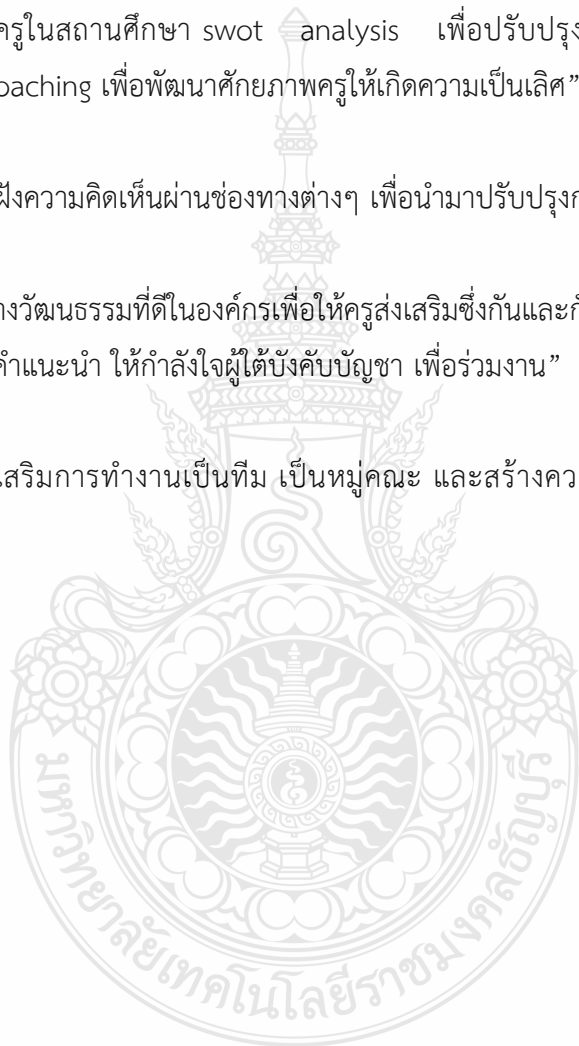 ครูในสถานศึกษา swot analysis เพื่อปรับปรุง
oaching เพื่อพัฒนาศักยภาพครูให้เกิดความเป็นเลิศ”
ฟังความคิดเห็นผ่านช่องทางต่างๆ เพื่อนำมาปรับปรุงก
างวัฒนธรรมที่ดีในองค์กรเพื่อให้ครูส่งเสริมซึ่งกันและกั
คำแนะนำ ให้กำลังใจผู้ใต้บังคับบัญชา เพื่อร่วมงาน”
เสริมการทำงานเป็นทีม เป็นหมู่คณะ และสร้างคว
มหาวิทยาลัยเทคโนโลยีราชมงคลธัญบุรี